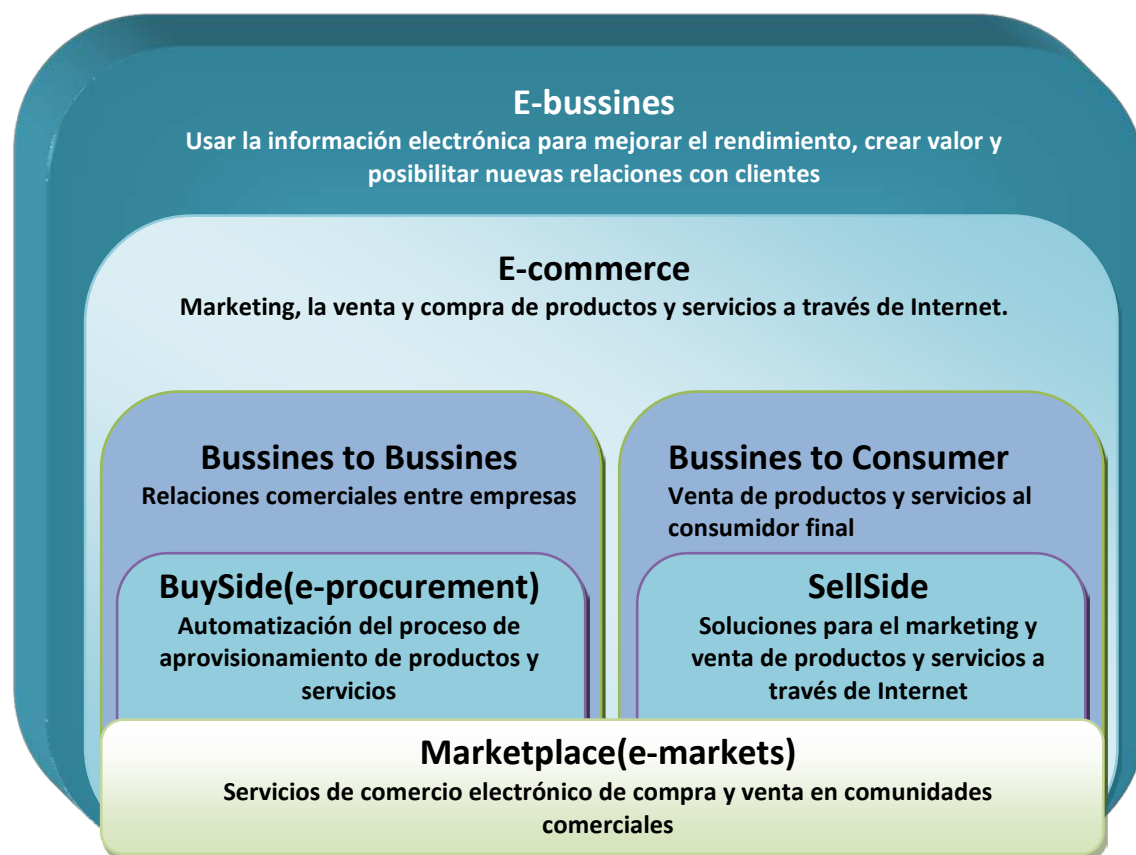 E-bussines
Usar la información electrónica para mejorar el rendimiento, crear valor y
posibilitar nuevas relaciones con clientes
E-commerce
Marketing, la venta y compra de productos y servicios a través de Internet.
Bussines to Bussines
Relaciones comerciales entre empresas
Bussines to Consumer
Venta de productos y servicios al
consumidor final
BuySide(e-procurement)
Automatización del proceso de
aprovisionamiento de productos y
servicios
SellSide
Soluciones para el marketing y
venta de productos y servicios a
través de Internet
Marketplace(e-markets)
Servicios de comercio electrónico de compra y venta en comunidades
comerciales